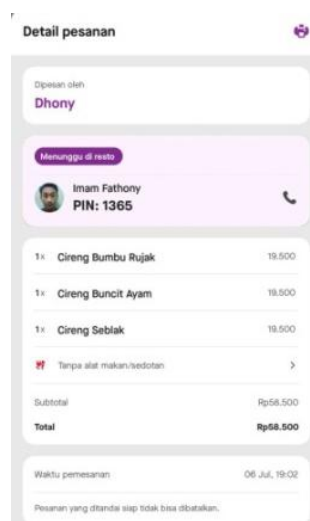 Detail pesanan
Dipesan oleh
Dhony
Menunggu di resto
Imam Fathony
PIN: 1365
1x Cireng Bumbu Rujak 19.500
1x Cireng Buncit Ayam 19.500
1x Cireng Seblak 19.500
Tanpa alat makan/sedotan
Subtotal Rp58.500
Total Rp58.500
Waktu pemesanan 06 Jul, 19:02
Pesanan yang ditandai siap tidak bisa dibatalkan.